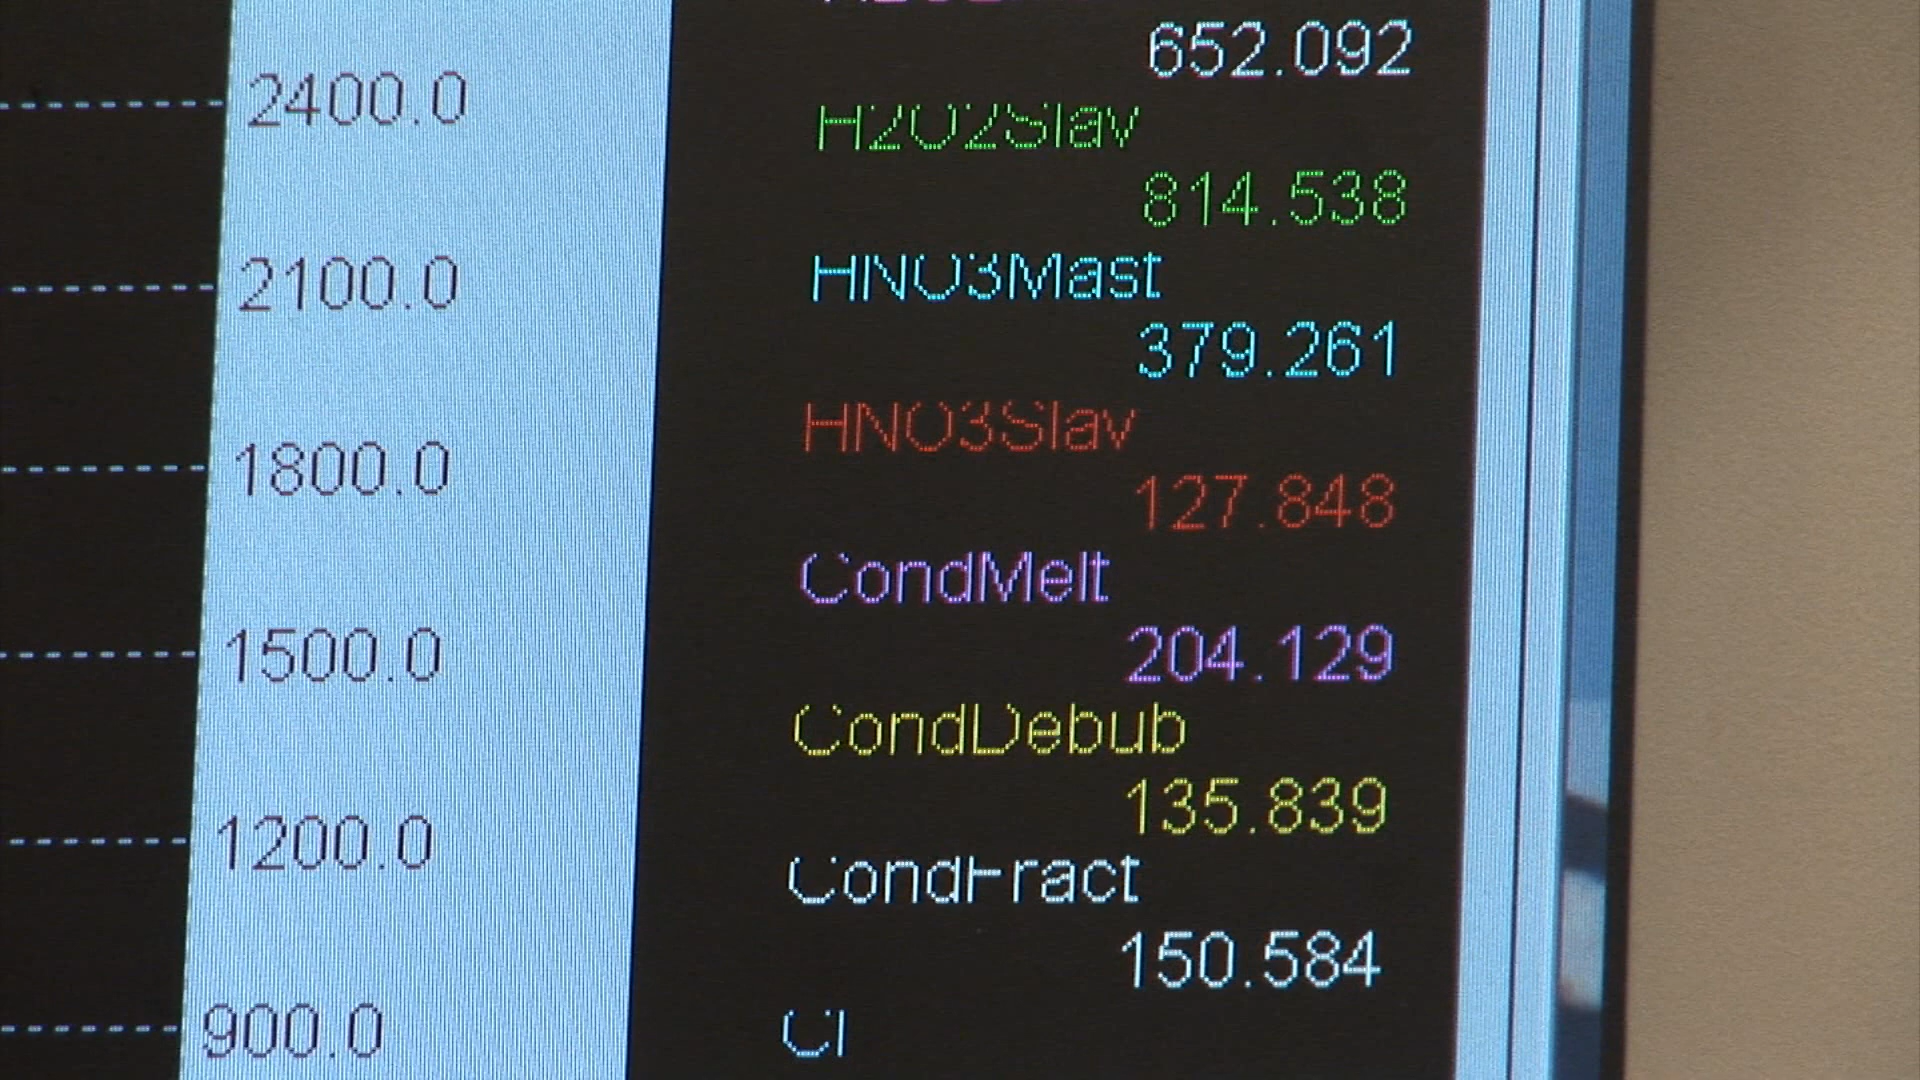 2400.0
2100.0
1800.0
1500.0
1200.0
900.0
652.092
H2O2Slav
814.538
HNO3Mast
379.261
HNO3Slav
127.848
CondMelt
204.129
CondDebub
135.839
CondFract
150.584
Cl